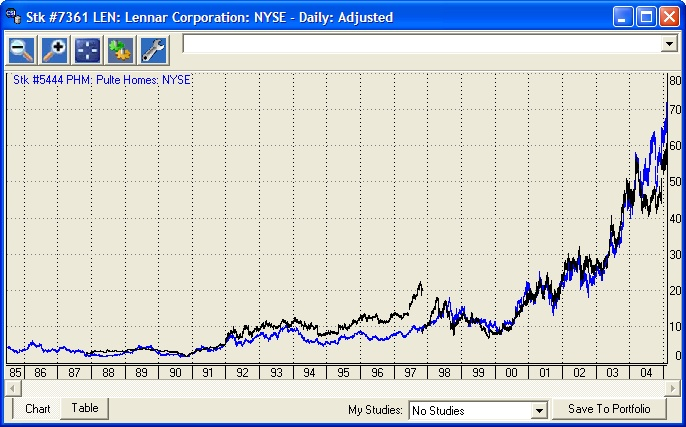 CSI
Stk #7361 LEN: Lennar Corporation: NYSE - Daily: Adjusted
Stk #5444 PHM: Pulte Homes: NYSE:
80
70
60
50
40
30
20
10
0
85 86 87 88 89 90 91 92 93 94 95 96 97 98 99 00 01 02 03 04
Chart Table My Studies: No Studies Save To Portfolio